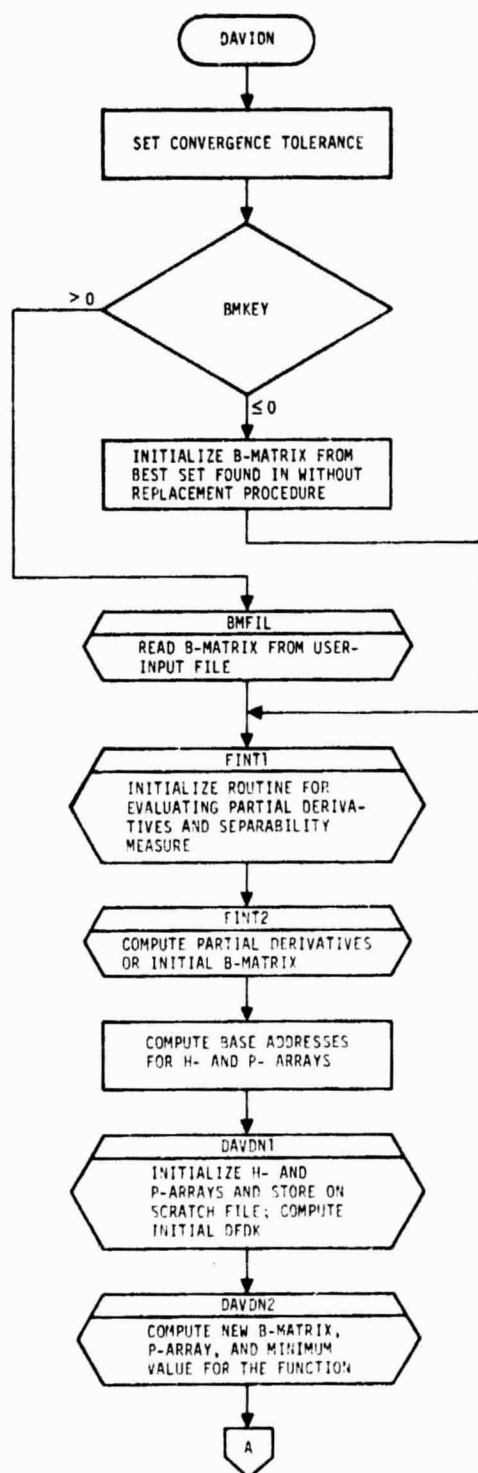 DAVIDN
SET CONVERGENCE TOLERANCE
> 0
BMKEY
≤0
INITIALIZE B-MATRIX FROM
BEST SET FOUND IN WITHOUT
REPLACEMENT PROCEDURE
BMFIL
READ B-MATRIX FROM USER-
INPUT FILE
FINT1
INITIALIZE ROUTINE FOR
EVALUATING PARTIAL DERIVA-
TIVES AND SEPARABILITY
MEASURE
FINT2
COMPUTE PARTIAL DERIVATIVES
OR INITIAL B-MATRIX
COMPUTE BASE ADDRESSES
FOR H- AND P- ARRAYS
DAVDN1
INITIALIZE H- AND
P-ARRAYS AND STORE ON
SCRATCH FILE; COMPUTE
INITIAL DFDK
DAVDN2
COMPUTE NEW B-MATRIX,
P-ARRAY, AND MINIMUM
VALUE FOR THE FUNCTION
A